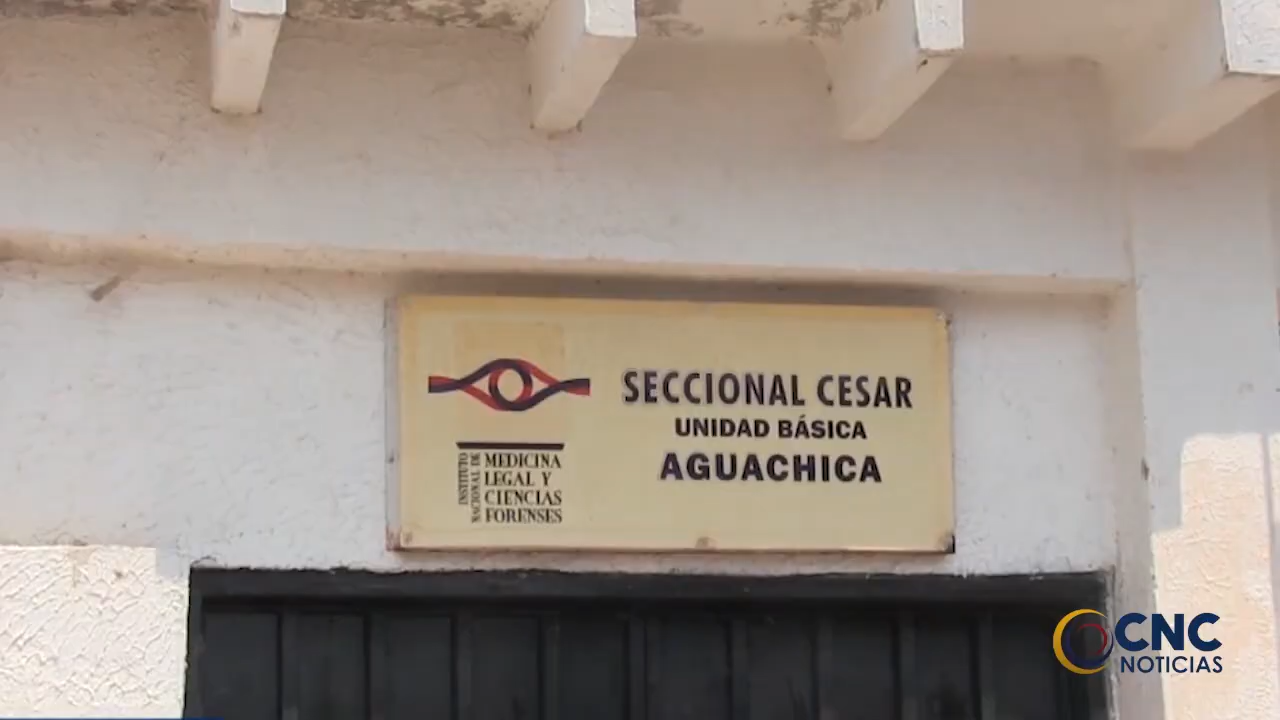 SECCIONAL CESAR
UNIDAD BÁSICA
AGUACHICA
INSTITUTO
NACIONAL DE
MEDICINA
LEGAL Y
CIENCIAS
FORENSES
CNC
NOTICIAS